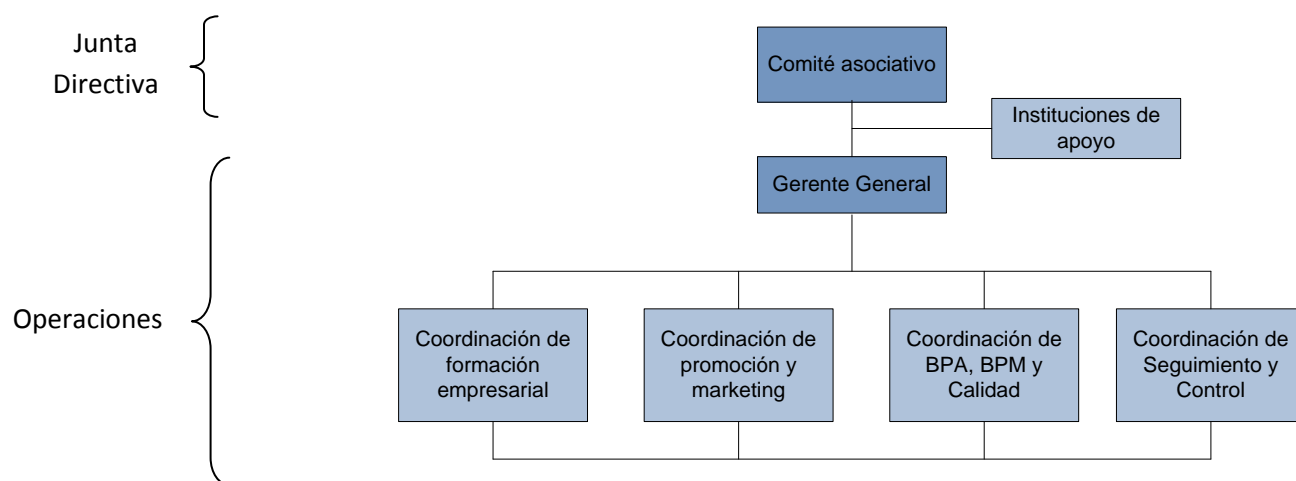 Junta
Directiva
Comité asociativo
Instituciones de
apoyo
Gerente General
Operaciones
Coordinación de
formación
empresarial
Coordinación de
promoción y
marketing
Coordinación de
BPA, BPM y
Calidad
Coordinación de
Seguimiento y
Control